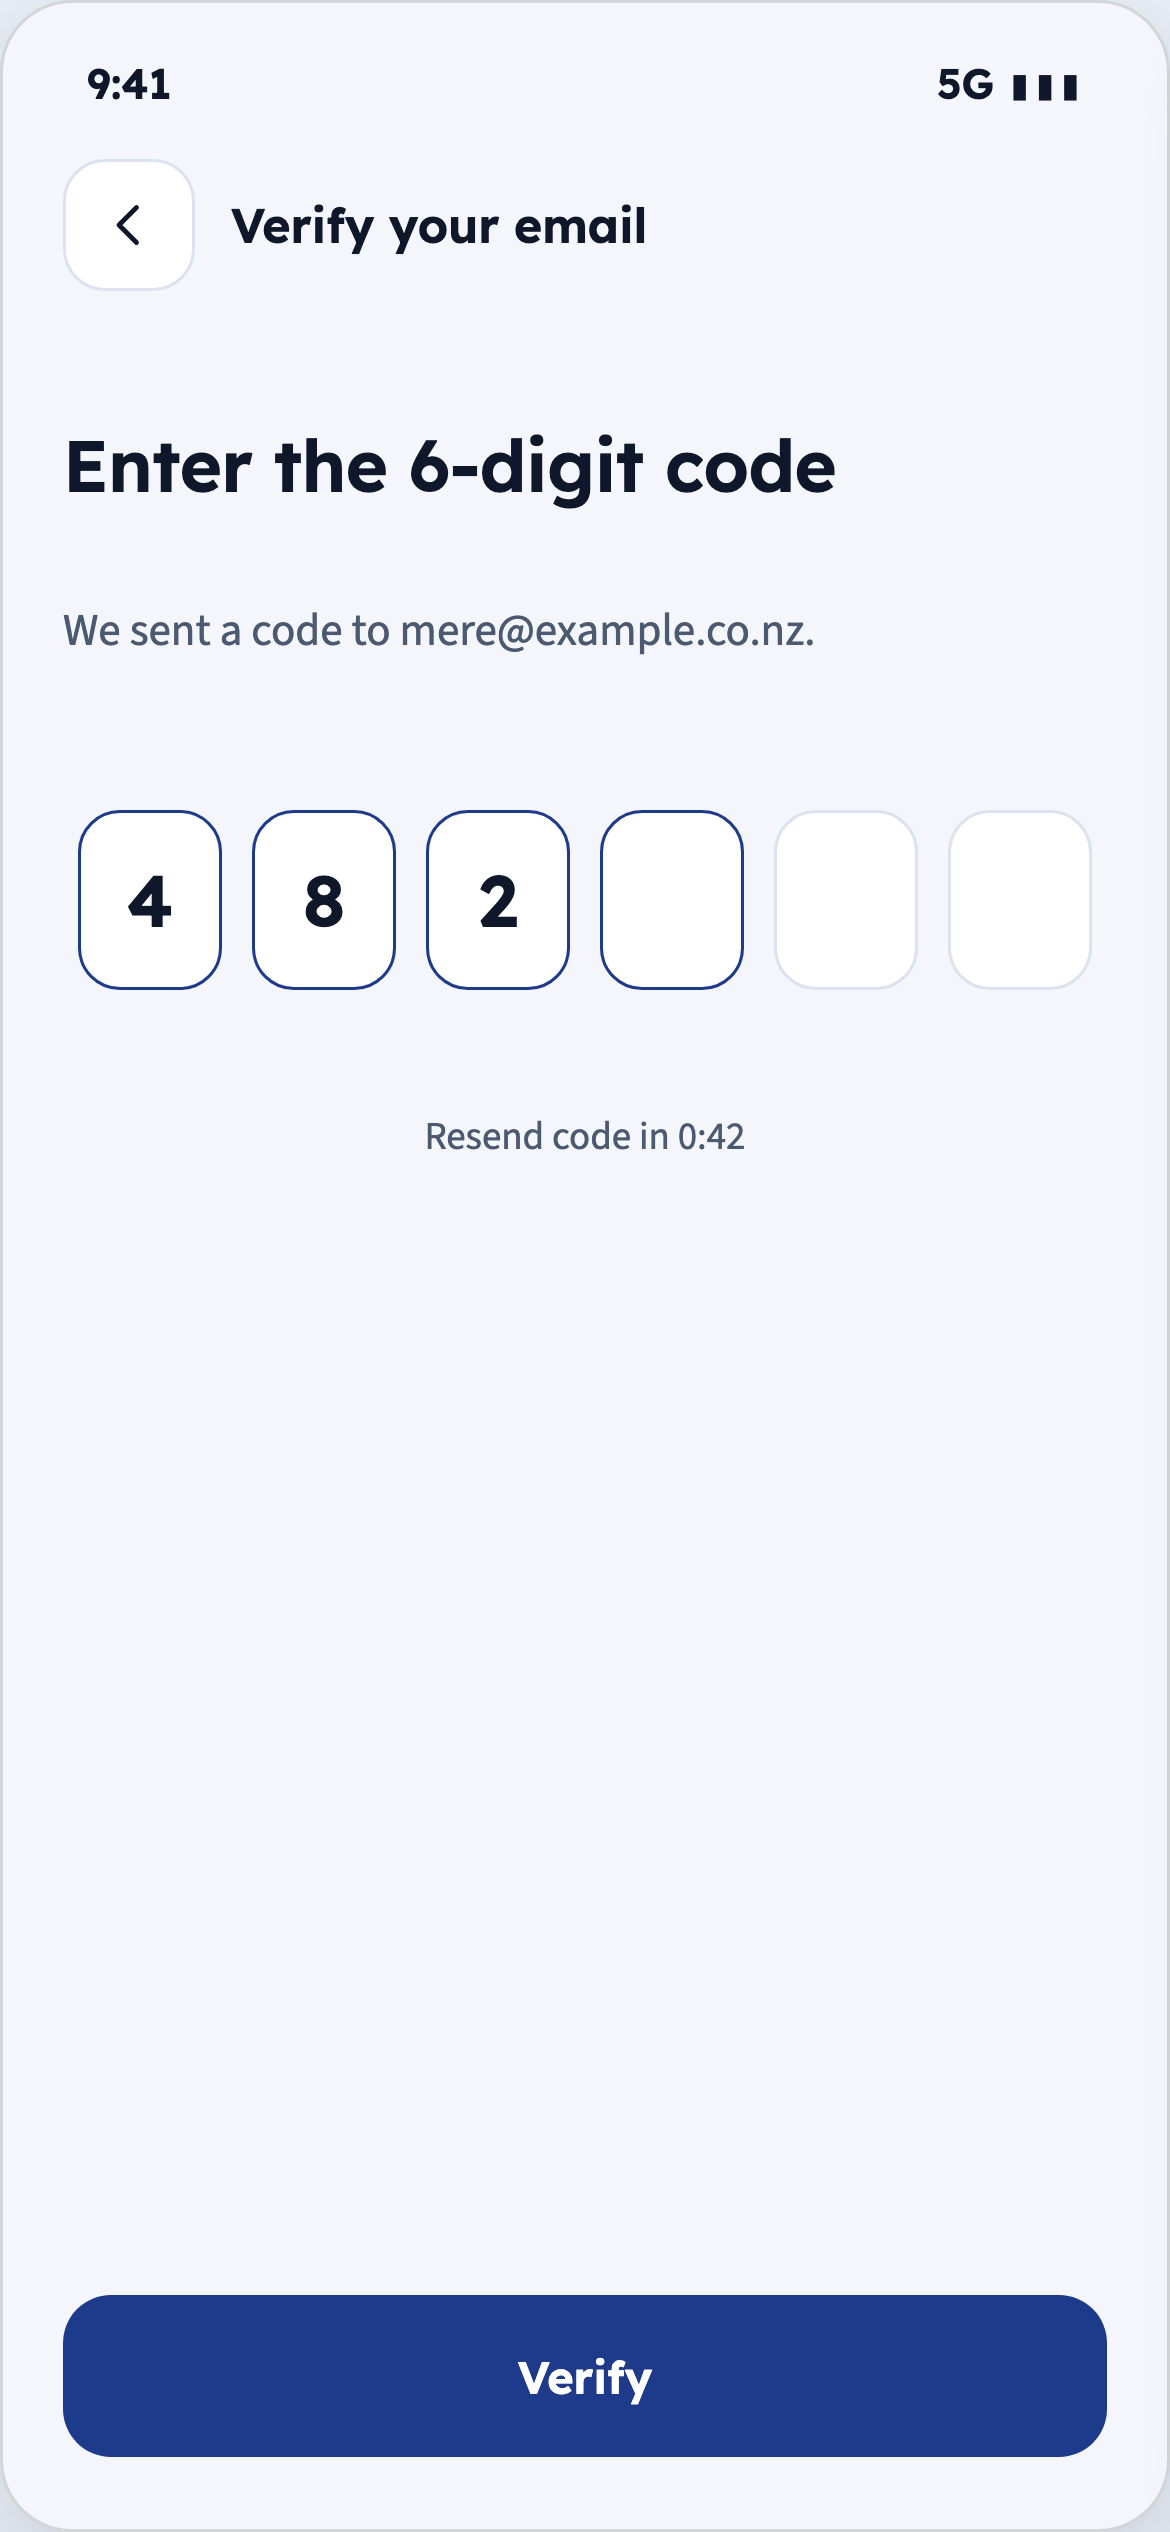 9:41
5G
Verify your email
Enter the 6-digit code
We sent a code to mere@example.co.nz.
4 8 2
Resend code in 0:42
Verify